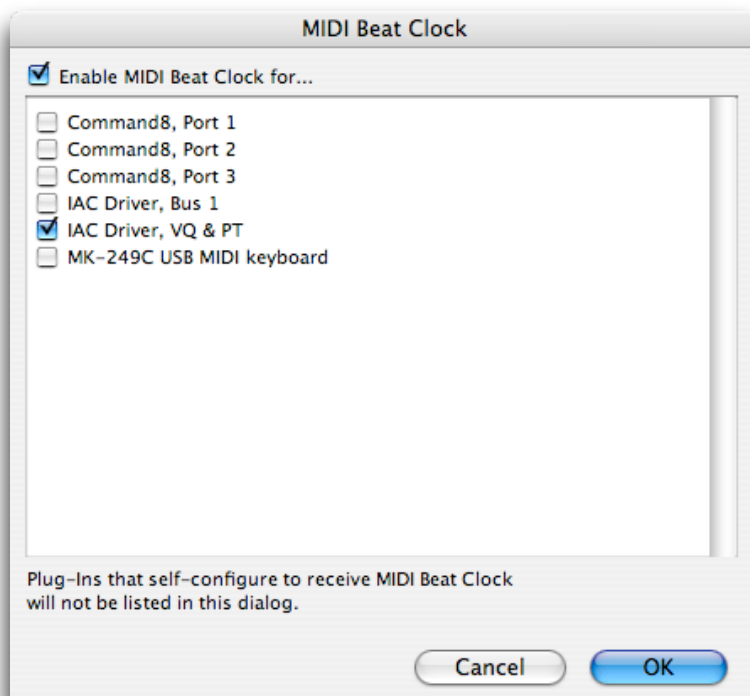 MIDI Beat Clock
Enable MIDI Beat Clock for...
Command8, Port 1
Command8, Port 2
Command8, Port 3
IAC Driver, Bus 1
IAC Driver, VQ & PT
MK-249C USB MIDI keyboard
Plug-Ins that self-configure to receive MIDI Beat Clock
will not be listed in this dialog.
Cancel
OK